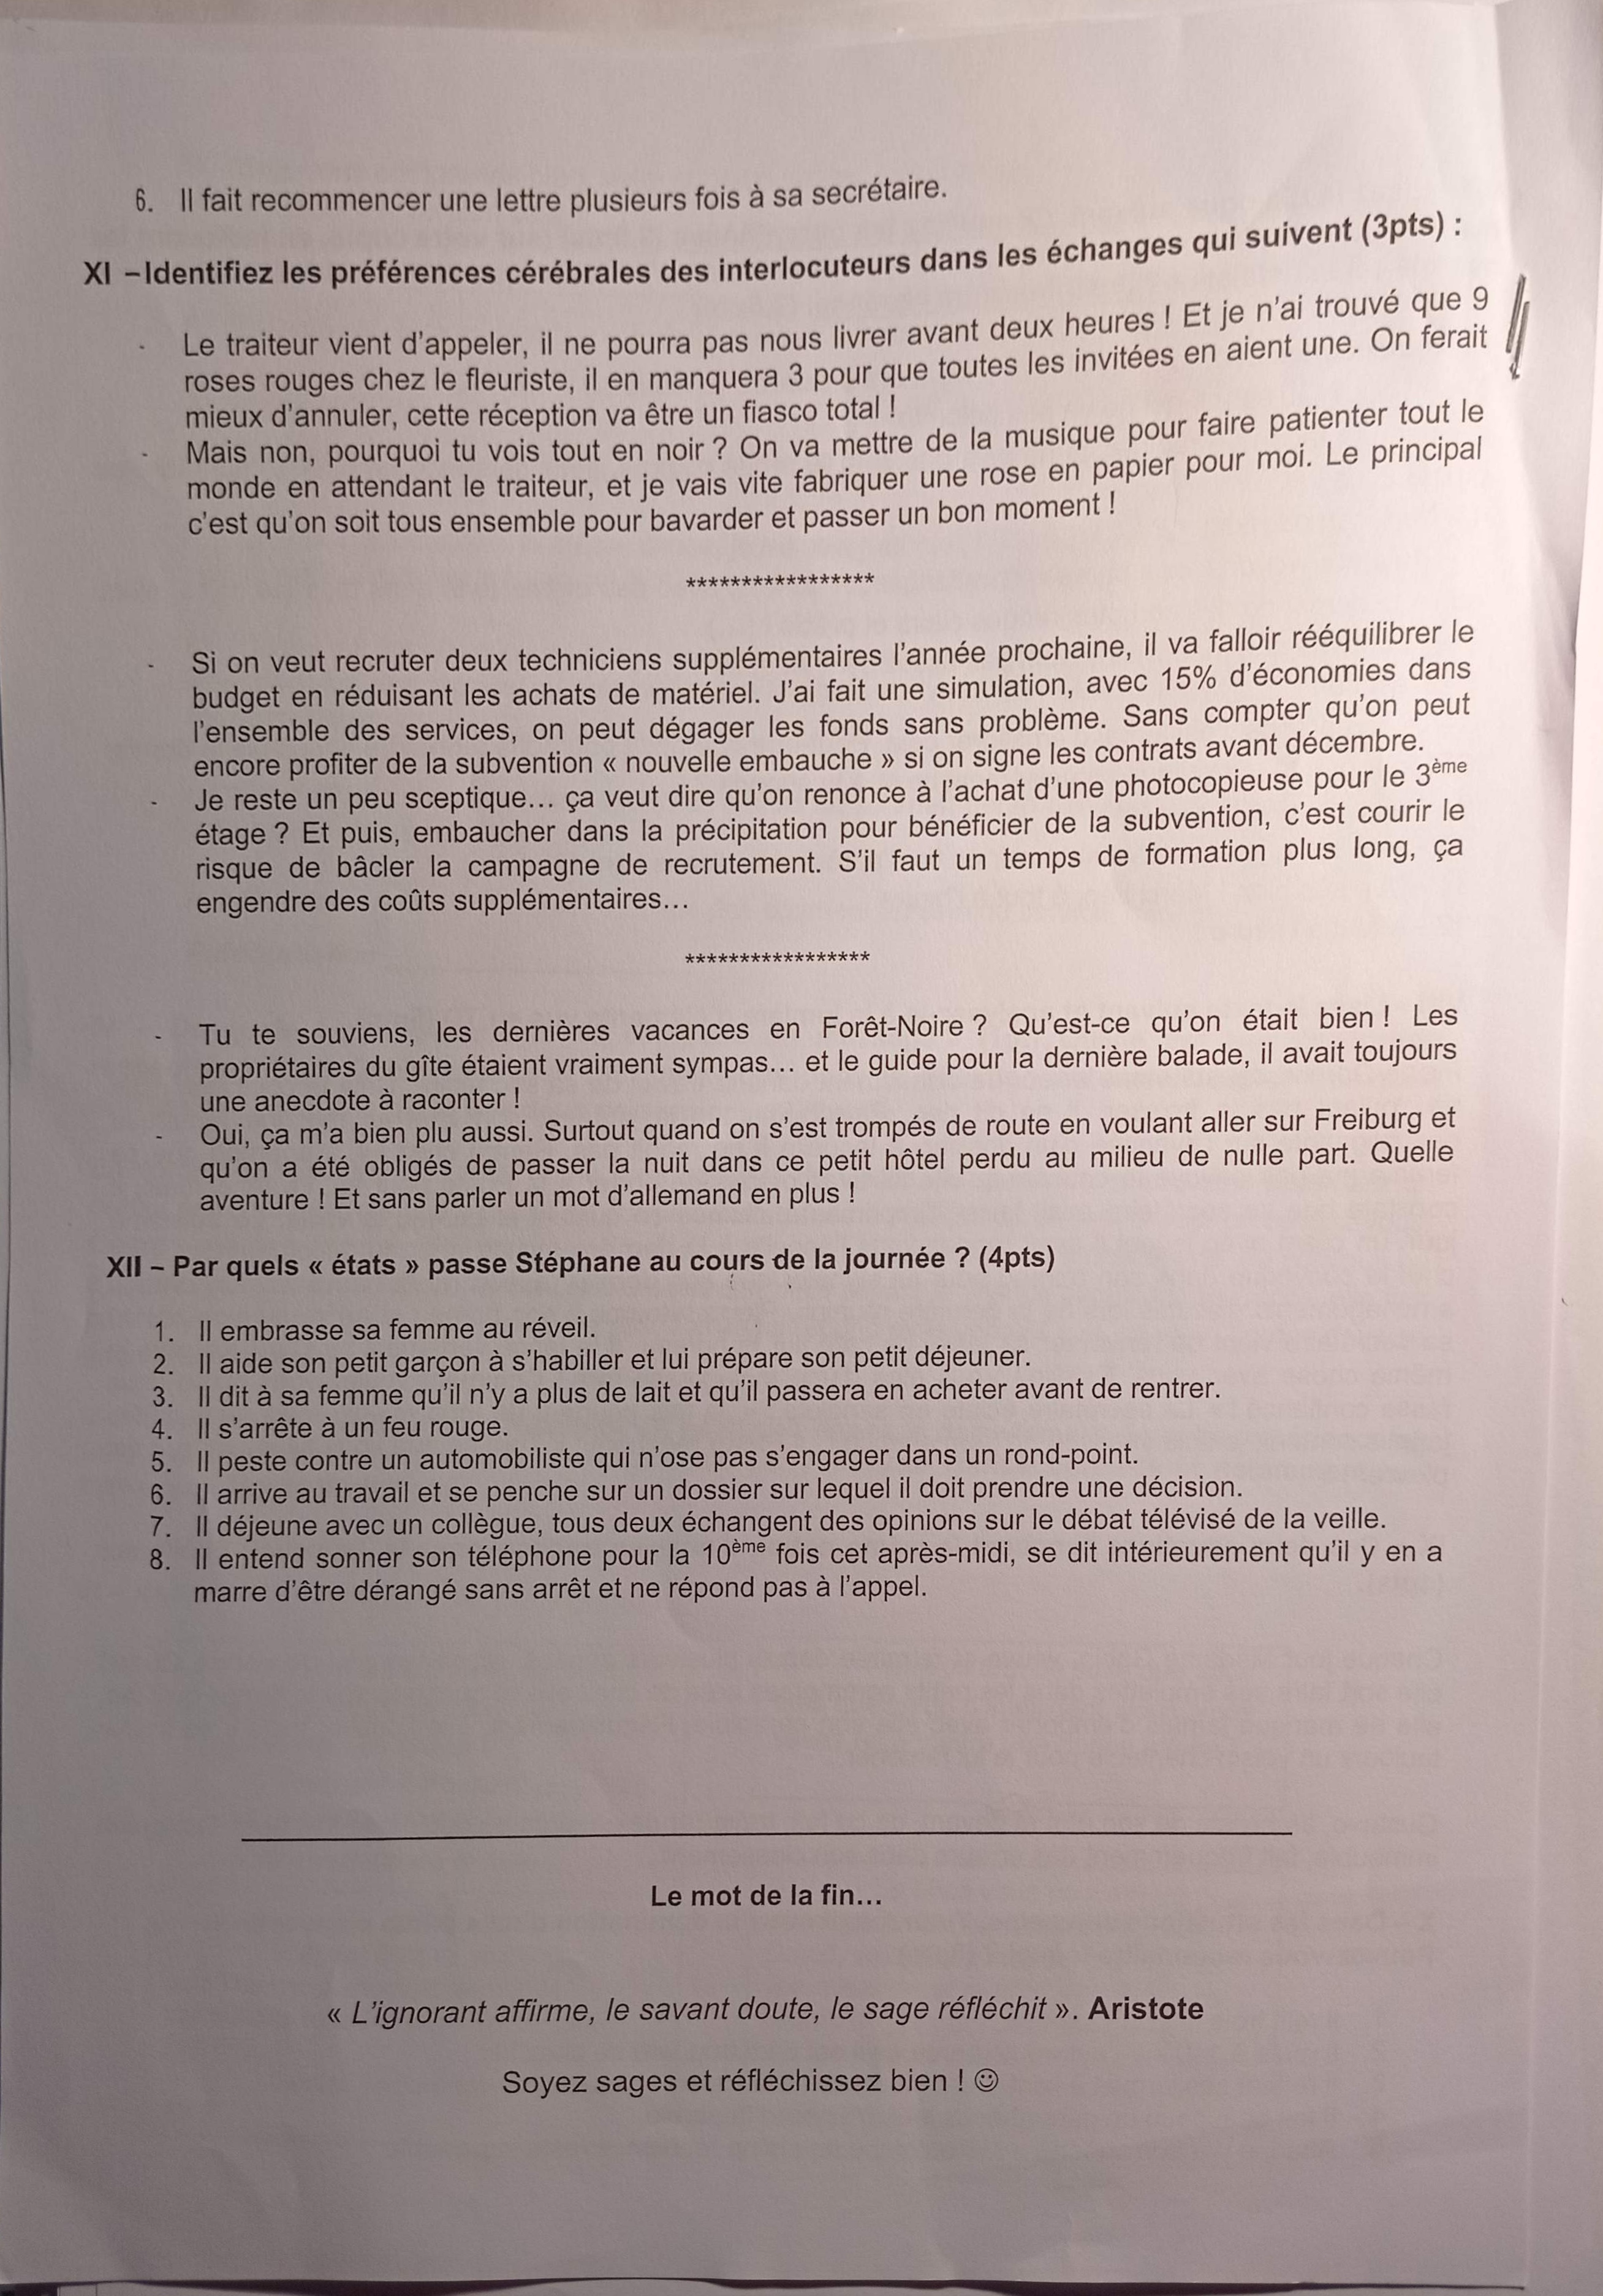 6. Il fait recommencer une lettre plusieurs fois à sa secrétaire.
XI –Identifiez les préférences cérébrales des interlocuteurs dans les échanges qui suivent (3pts) :
- Le traiteur vient d'appeler, il ne pourra pas nous livrer avant deux heures ! Et je n'ai trouvé que 9
roses rouges chez le fleuriste, il en manquera 3 pour que toutes les invitées en aient une. On ferait
mieux d'annuler, cette réception va être un fiasco total !
- Mais non, pourquoi tu vois tout en noir ? On va mettre de la musique pour faire patienter tout le
monde en attendant le traiteur, et je vais vite fabriquer une rose en papier pour moi. Le principal
c'est qu'on soit tous ensemble pour bavarder et passer un bon moment !
*****************
- Si on veut recruter deux techniciens supplémentaires l'année prochaine, il va falloir rééquilibrer le
budget en réduisant les achats de matériel. J'ai fait une simulation, avec 15% d'économies dans
l'ensemble des services, on peut dégager les fonds sans problème. Sans compter qu'on peut
encore profiter de la subvention « nouvelle embauche » si on signe les contrats avant décembre.
- Je reste un peu sceptique… ça veut dire qu'on renonce à l'achat d'une photocopieuse pour le 3ème
étage ? Et puis, embaucher dans la précipitation pour bénéficier de la subvention, c'est courir le
risque de bâcler la campagne de recrutement. S'il faut un temps de formation plus long, ça
engendre des coûts supplémentaires…
*****************
- Tu te souviens, les dernières vacances en Forêt-Noire ? Qu'est-ce qu'on était bien ! Les
propriétaires du gîte étaient vraiment sympas… et le guide pour la dernière balade, il avait toujours
une anecdote à raconter !
- Oui, ça m'a bien plu aussi. Surtout quand on s'est trompés de route en voulant aller sur Freiburg et
qu'on a été obligés de passer la nuit dans ce petit hôtel perdu au milieu de nulle part. Quelle
aventure ! Et sans parler un mot d'allemand en plus !
XII – Par quels « états » passe Stéphane au cours de la journée ? (4pts)
1. Il embrasse sa femme au réveil.
2. Il aide son petit garçon à s'habiller et lui prépare son petit déjeuner.
3. Il dit à sa femme qu'il n'y a plus de lait et qu'il passera en acheter avant de rentrer.
4. Il s'arrête à un feu rouge.
5. Il peste contre un automobiliste qui n'ose pas s'engager dans un rond-point.
6. Il arrive au travail et se penche sur un dossier sur lequel il doit prendre une décision.
7. Il déjeune avec un collègue, tous deux échangent des opinions sur le débat télévisé de la veille.
8. Il entend sonner son téléphone pour la 10ème fois cet après-midi, se dit intérieurement qu'il y en a
marre d'être dérangé sans arrêt et ne répond pas à l'appel.
Le mot de la fin…
« L'ignorant affirme, le savant doute, le sage réfléchit ». Aristote
Soyez sages et réfléchissez bien ! ☺